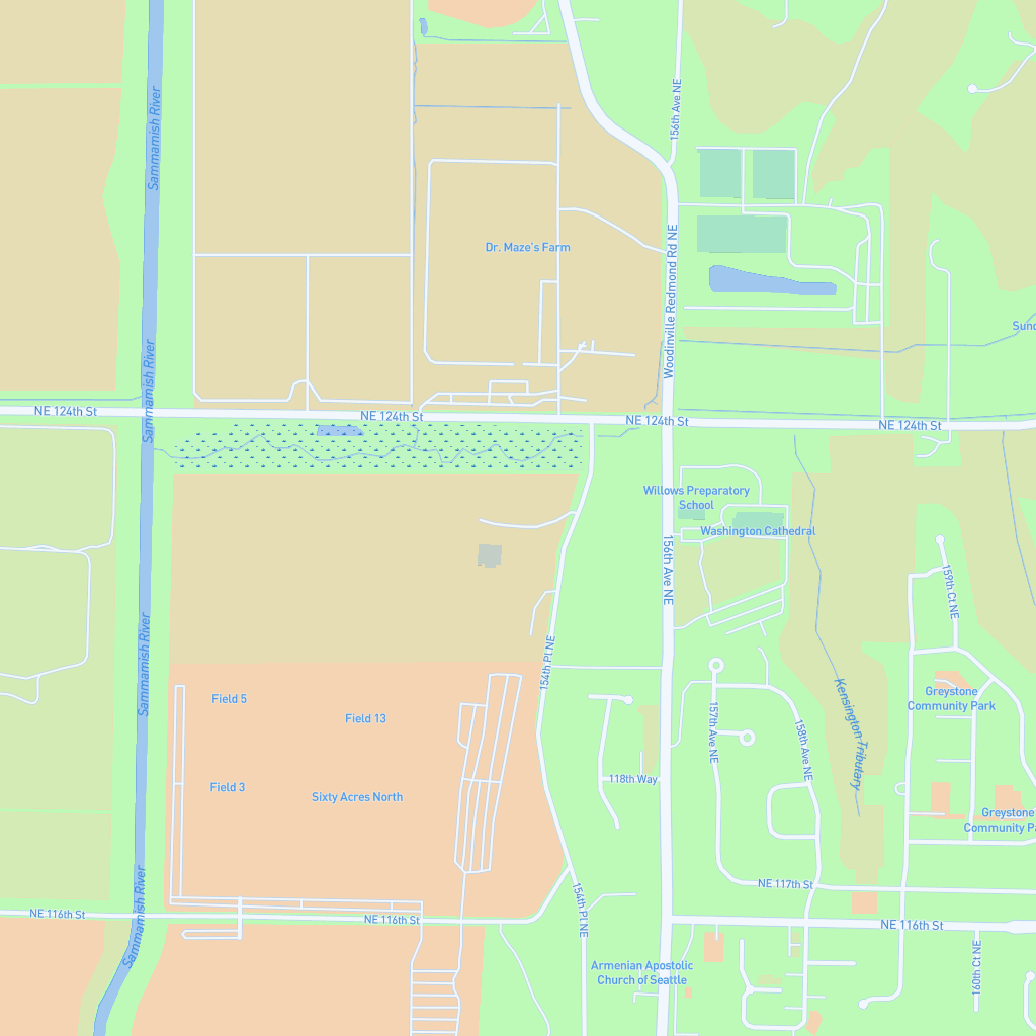 156th Ave NE
Sammamish River
Woodinville Redmond Rd NE
Dr. Maze's Farm
Sammamish River
NE 124th St
NE 124th St
NE 124th St
NE 124th St
Willows Preparatory
School
Washington Cathedral
156th Ave NE
159th Ct NE
Sammamish River
154th Pl NE
Field 5
Field 13
Kensington Tributary
Greystone
Community Park
157th Ave NE
158th Ave NE
118th Way
Field 3
Sixty Acres North
Greystone
Community
NE 117th St
Sammamish River
NE 116th St
NE 116th St
154th Pl NE
NE 116th St
Armenian Apostolic
Church of Seattle
160th Ct NE